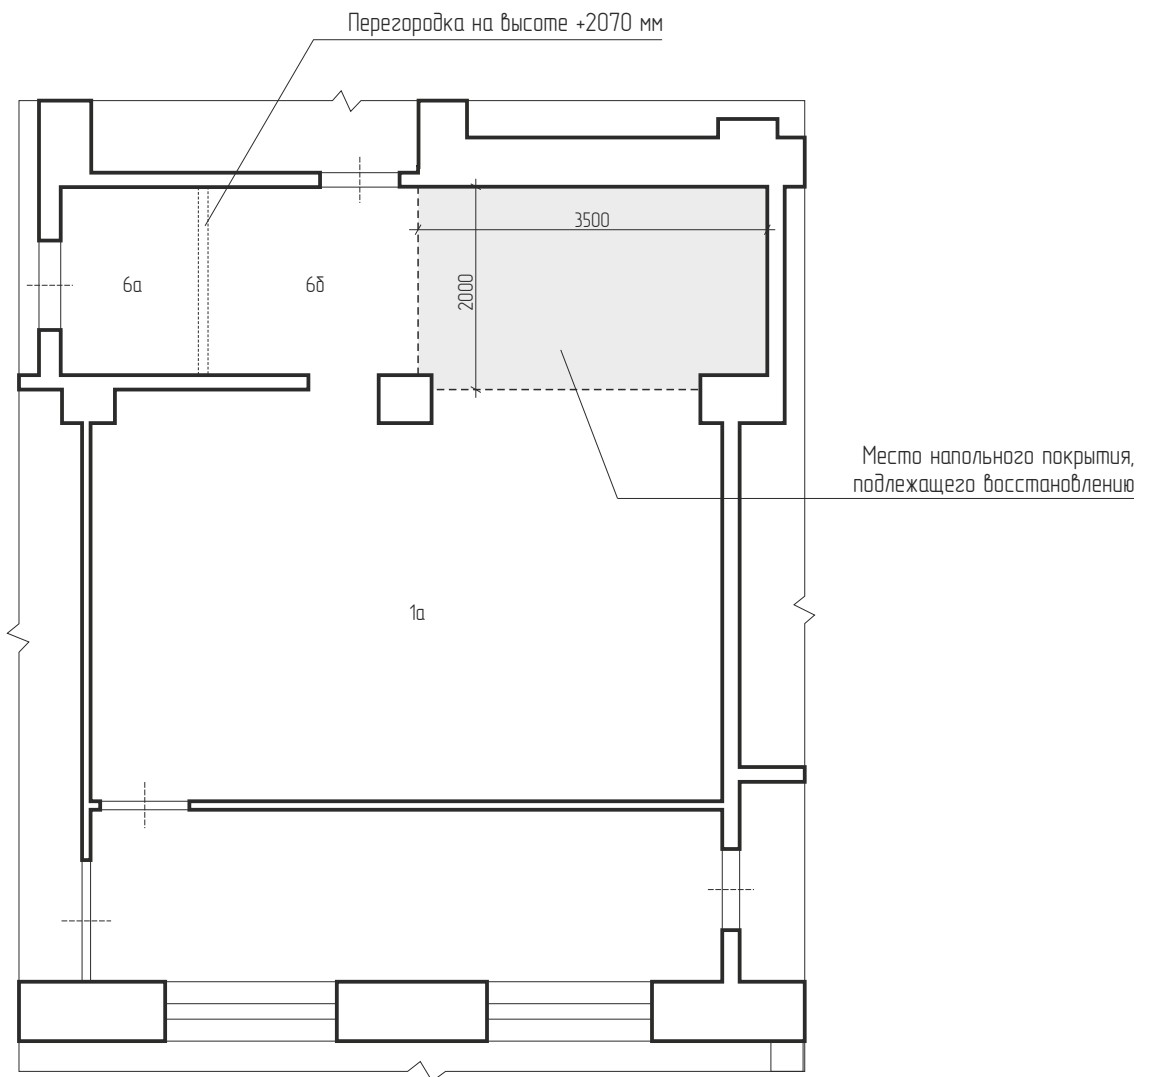 Перегородка на высоте +2070 мм
3500
6а
6б
2000
Место напольного покрытия,
подлежащего восстановлению
1а